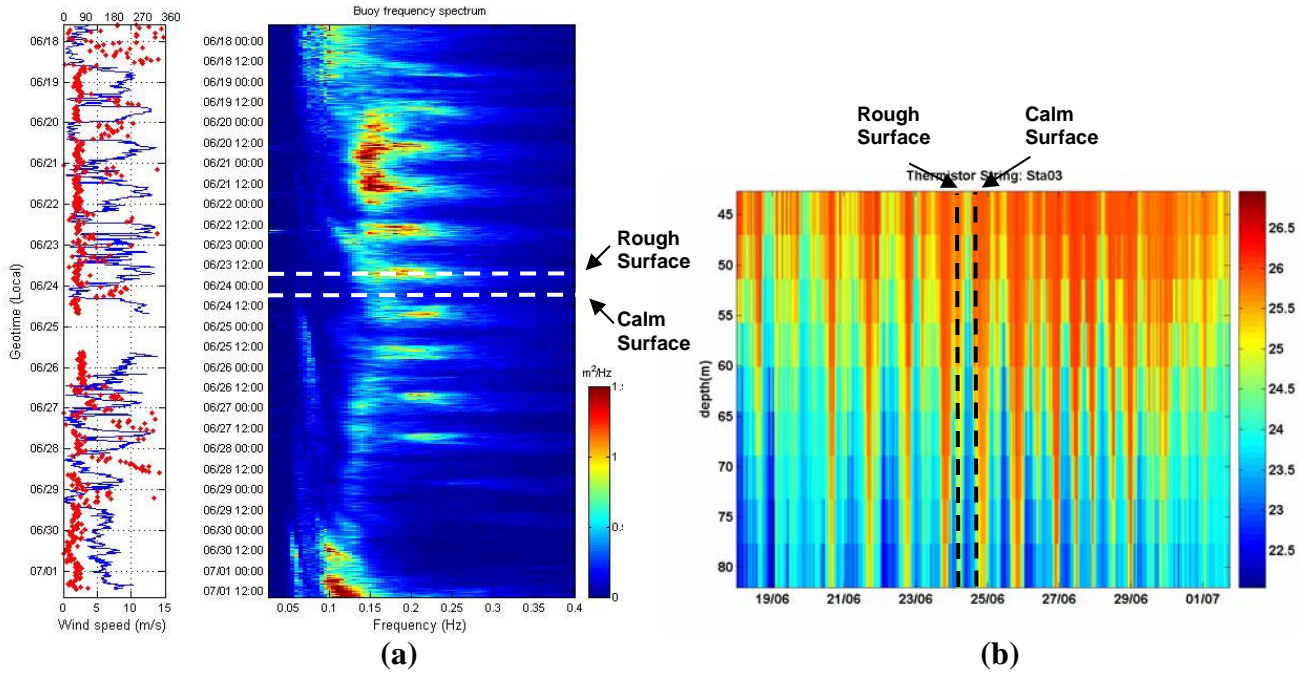 0 90 180 270 360
06/18
06/19
06/20
06/21
06/22
06/23
06/24
06/25
06/26
06/27
06/28
06/29
06/30
07/01
Geotime (Local)
0 5 10 15
Wind speed (m/s)
Buoy frequency spectrum
06/18 00:00
06/18 12:00
06/19 00:00
06/19 12:00
06/20 00:00
06/20 12:00
06/21 00:00
06/21 12:00
06/22 00:00
06/22 12:00
06/23 00:00
06/23 12:00
06/24 00:00
06/24 12:00
06/25 00:00
06/25 12:00
06/26 00:00
06/26 12:00
06/27 00:00
06/27 12:00
06/28 00:00
06/28 12:00
06/29 00:00
06/29 12:00
06/30 00:00
06/30 12:00
07/01 00:00
07/01 12:00
0.05 0.1 0.15 0.2 0.25 0.3 0.35 0.4
Frequency (Hz)
Rough
Surface
Calm
Surface
m²/Hz
1
0
(a)
Rough
Surface
Calm
Surface
Thermistor String: Sta03
45
50
55
60
65
70
75
80
depth(m)
19/06 21/06 23/06 25/06 27/06 29/06 01/07
26.5
26
25.5
25
24.5
24
23.5
23
22.5
(b)